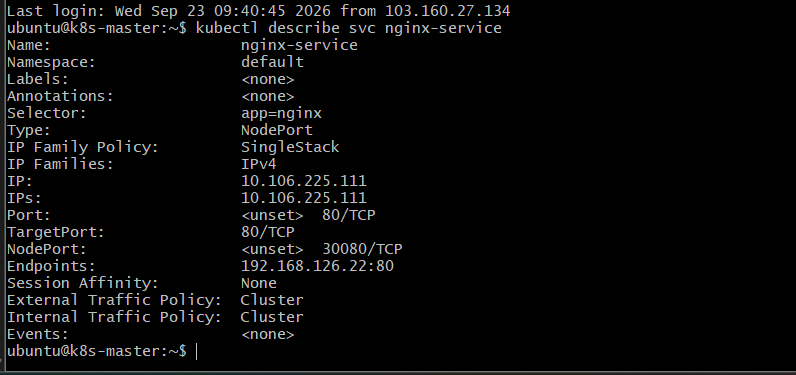 Last login: Wed Sep 23 09:40:45 2026 from 103.160.27.134
ubuntu@k8s-master:~$ kubectl describe svc nginx-service
Name:                     nginx-service
Namespace:                default
Labels:                   <none>
Annotations:              <none>
Selector:                 app=nginx
Type:                     NodePort
IP Family Policy:         SingleStack
IP Families:              IPv4
IP:                       10.106.225.111
IPs:                      10.106.225.111
Port:                     <unset>  80/TCP
TargetPort:               80/TCP
NodePort:                 <unset>  30080/TCP
Endpoints:                192.168.126.22:80
Session Affinity:         None
External Traffic Policy:  Cluster
Internal Traffic Policy:  Cluster
Events:                   <none>
ubuntu@k8s-master:~$